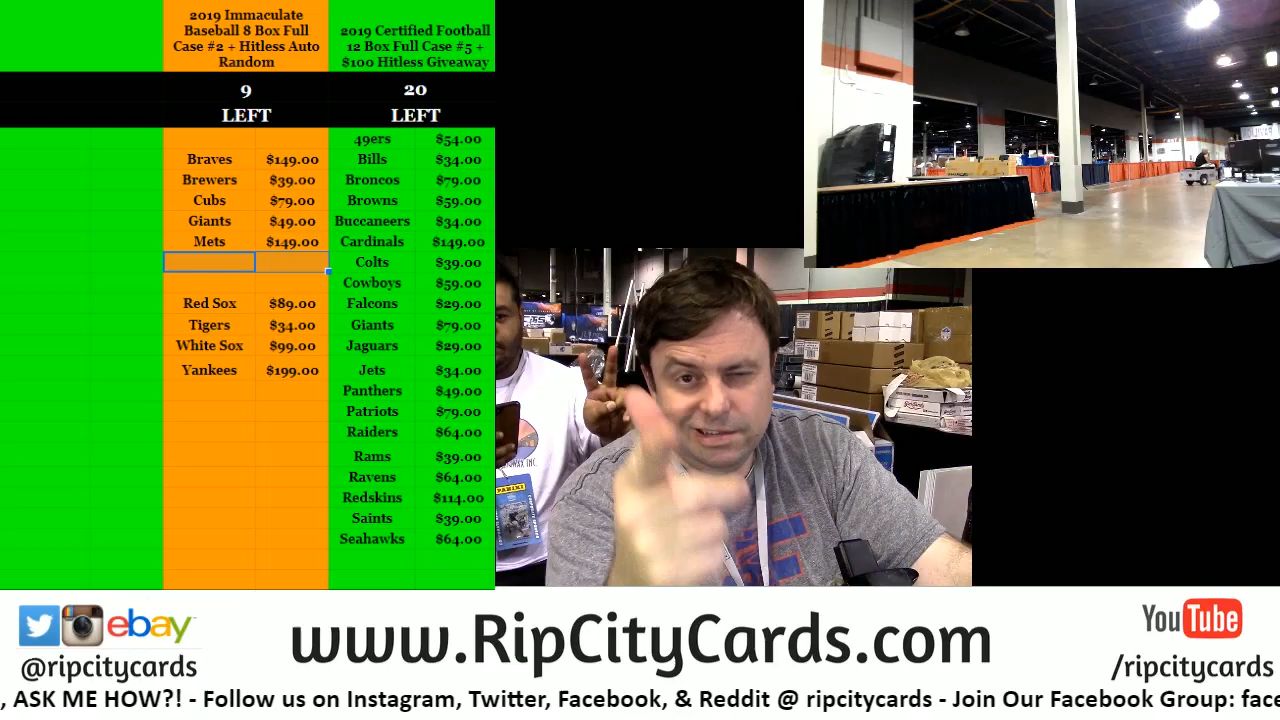 2019 Immaculate
Baseball 8 Box Full
Case #2 + Hitless Auto
Random
9
LEFT
Braves $149.00
Brewers $39.00
Cubs $79.00
Giants $49.00
Mets $149.00
Red Sox $89.00
Tigers $34.00
White Sox $99.00
Yankees $199.00
2019 Certified Football
12 Box Full Case #5 +
$100 Hitless Giveaway
20
LEFT
49ers $54.00
Bills $34.00
Broncos $79.00
Browns $59.00
Buccaneers $34.00
Cardinals $149.00
Colts $39.00
Cowboys $59.00
Falcons $29.00
Giants $79.00
Jaguars $29.00
Jets $34.00
Panthers $49.00
Patriots $79.00
Raiders $64.00
Rams $39.00
Ravens $64.00
Redskins $114.00
Saints $39.00
Seahawks $64.00
PANINI
ebay
@ripcitycards
www.RipCityCards.com
YouTube
/ripcitycards
, ASK ME HOW?! - Follow us on Instagram, Twitter, Facebook, & Reddit @ ripcitycards - Join Our Facebook Group: face